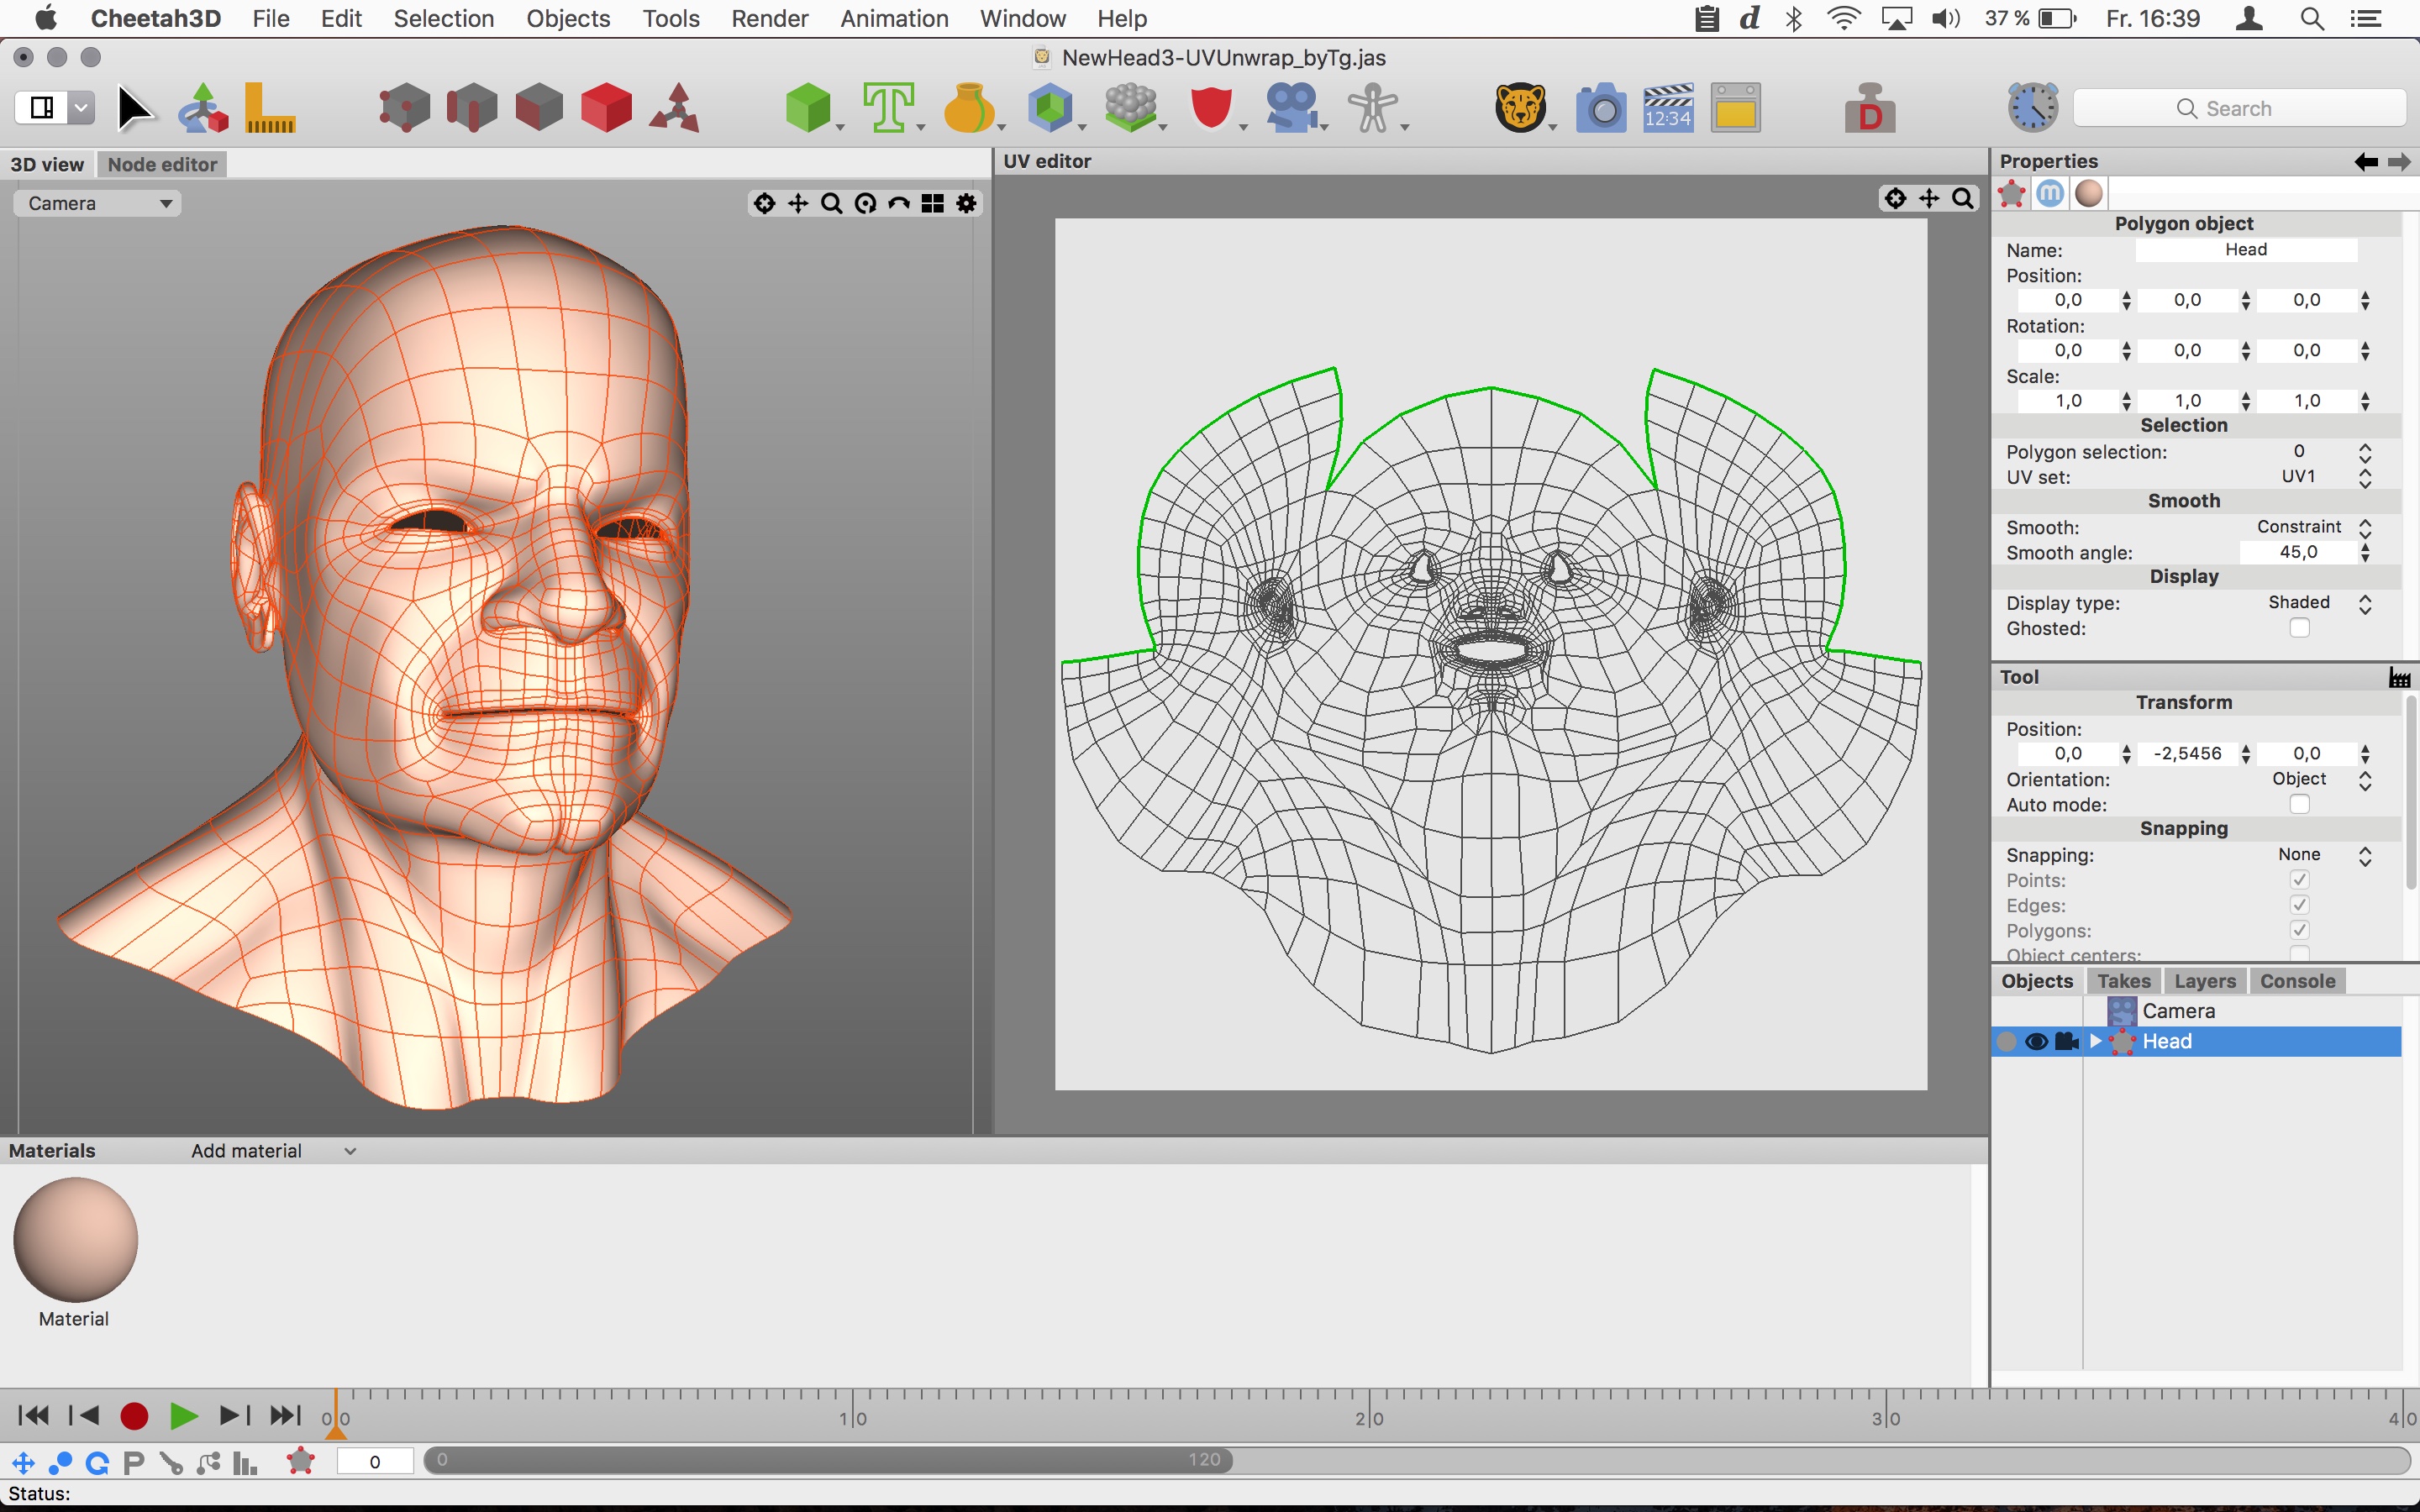 Cheetah3D File Edit Selection Objects Tools Render Animation Window Help d 37 % Fr. 16:39
NewHead3-UVUnwrap_byTg.jas
12:34 D Search
3D view Node editor
UV editor
Properties
Camera
m
Polygon object
Name: Head
Position:
0,0 0,0 0,0
Rotation:
0,0 0,0 0,0
Scale:
1,0 1,0 1,0
Selection
Polygon selection: 0
UV set: UV1
Smooth
Smooth: Constraint
Smooth angle: 45,0
Display
Display type: Shaded
Ghosted:
Tool
Transform
Position:
0,0 -2,5456 0,0
Orientation: Object
Auto mode:
Snapping
Snapping: None
Points:
Edges:
Polygons:
Object centers:
Objects Takes Layers Console
Camera
Head
Materials Add material
Material
0|0 1|0 2|0 3|0 4|0
P 0 0 120
Status: